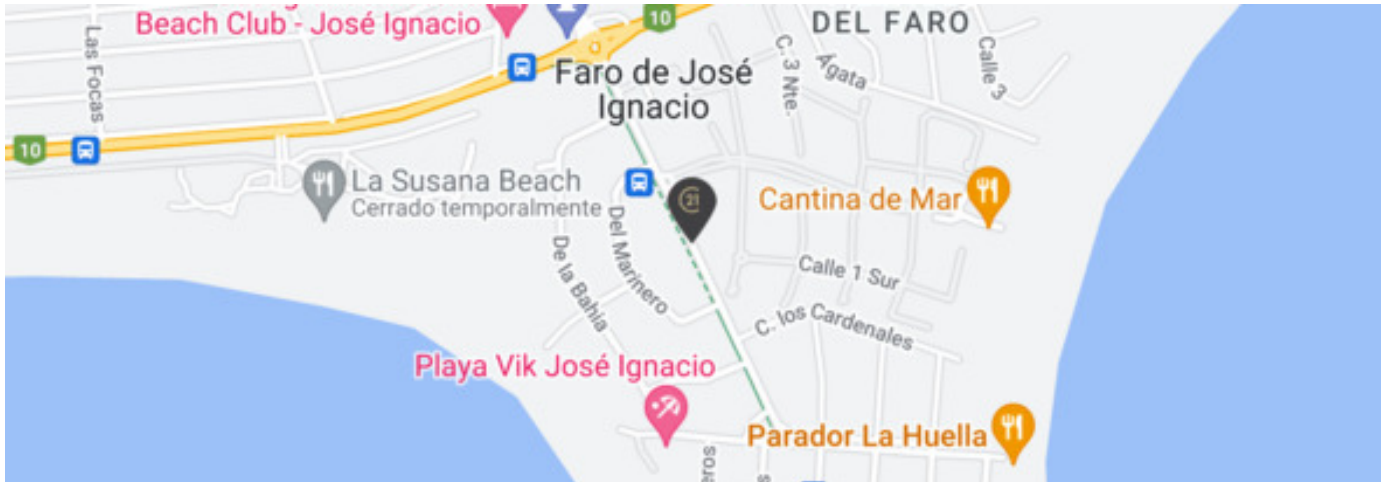 Beach Club - José Ignacio
10
DEL FARO
Las Focas
C. 3 Nte.
Ágata
Calle 3
Faro de José
Ignacio
10
La Susana Beach
Cerrado temporalmente
21
Cantina de Mar
Del Marinero
De la Bahía
Calle 1 Sur
C. los Cardenales
Playa Vik José Ignacio
Parador La Huella